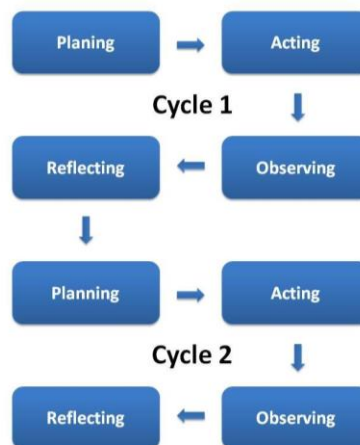 Planing
Acting
Cycle 1
Reflecting
Observing
Planning
Acting
Cycle 2
Reflecting
Observing